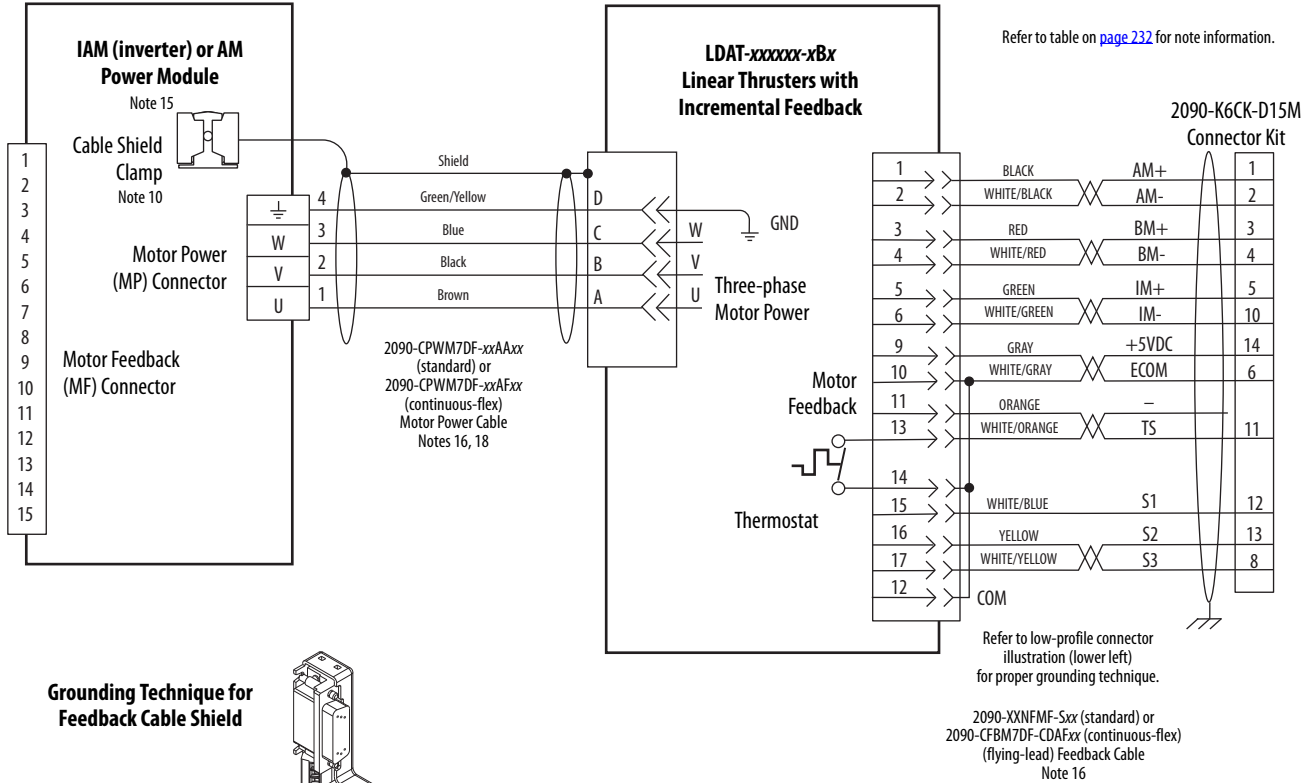 IAM (inverter) or AM
Power Module
Note 15
Cable Shield
Clamp
Note 10
1
2
3
4
5
6
7
8
9
10
11
12
13
14
15
Motor Power
(MP) Connector
Motor Feedback
(MF) Connector
W
V
U
4
3
2
1
Shield
Green/Yellow
Blue
Black
Brown
2090-CPWM7DF-xxAAxx
(standard) or
2090-CPWM7DF-xxAFxx
(continuous-flex)
Motor Power Cable
Notes 16, 18
LDAT-xxxxxx-xBx
Linear Thrusters with
Incremental Feedback
D
C
B
A
GND
W
V
U
Three-phase
Motor Power
Motor
Feedback
Thermostat
Refer to table on page 232 for note information.
2090-K6CK-D15M
Connector Kit
1 BLACK AM+ 1
2 WHITE/BLACK AM- 2
3 RED BM+ 3
4 WHITE/RED BM- 4
5 GREEN IM+ 5
6 WHITE/GREEN IM- 10
9 GRAY +5VDC 14
10 WHITE/GRAY ECOM 6
11 ORANGE –
13 WHITE/ORANGE TS 11
14
15 WHITE/BLUE S1 12
16 YELLOW S2 13
17 WHITE/YELLOW S3 8
12 COM
Refer to low-profile connector
illustration (lower left)
for proper grounding technique.
2090-XXNFMF-Sxx (standard) or
2090-CFBM7DF-CDAFxx (continuous-flex)
(flying-lead) Feedback Cable
Note 16
Grounding Technique for
Feedback Cable Shield